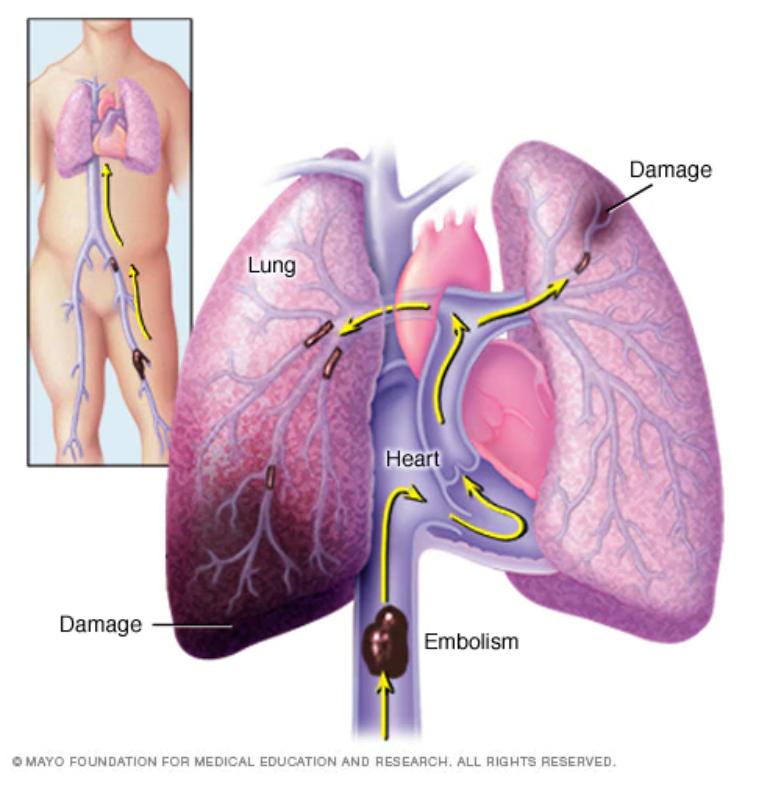 Damage
Lung
Heart
Damage
Embolism
© MAYO FOUNDATION FOR MEDICAL EDUCATION AND RESEARCH. ALL RIGHTS RESERVED.